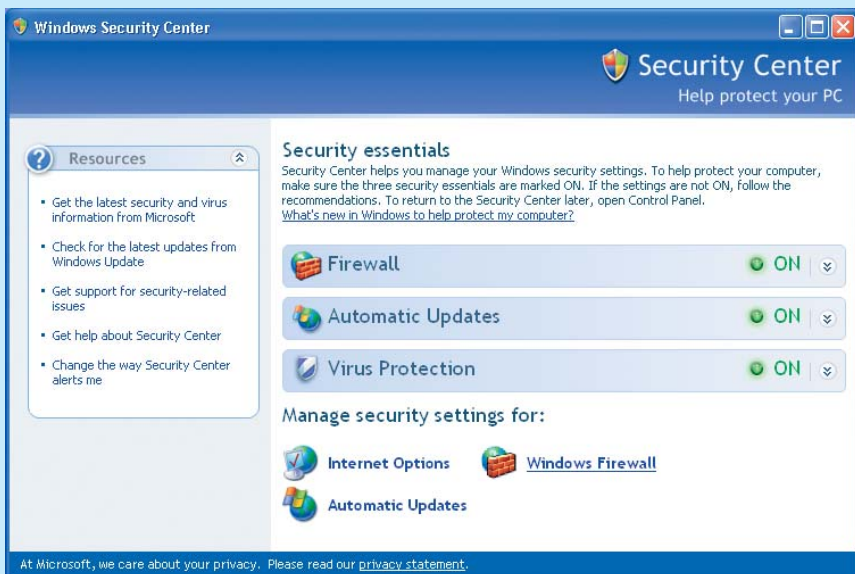 Windows Security Center
Security Center
Help protect your PC
Resources
Get the latest security and virus
information from Microsoft
Check for the latest updates from
Windows Update
Get support for security-related
issues
Get help about Security Center
Change the way Security Center
alerts me
Security essentials
Security Center helps you manage your Windows security settings. To help protect your computer,
make sure the three security essentials are marked ON. If the settings are not ON, follow the
recommendations. To return to the Security Center later, open Control Panel.
What's new in Windows to help protect my computer?
Firewall ON
Automatic Updates ON
Virus Protection ON
Manage security settings for:
Internet Options Windows Firewall
Automatic Updates
At Microsoft, we care about your privacy. Please read our privacy statement.